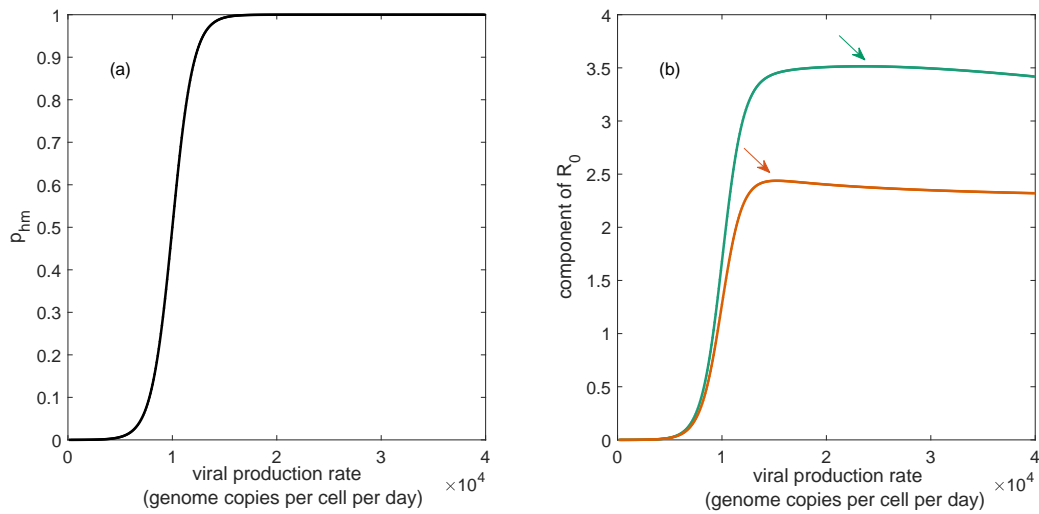 (a)
1
0.9
0.8
0.7
0.6
0.5
0.4
0.3
0.2
0.1
0
p_hm
0 1 2 3 4
×10^4
viral production rate
(genome copies per cell per day)
(b)
4
3.5
3
2.5
2
1.5
1
0.5
0
component of R_0
0 1 2 3 4
×10^4
viral production rate
(genome copies per cell per day)